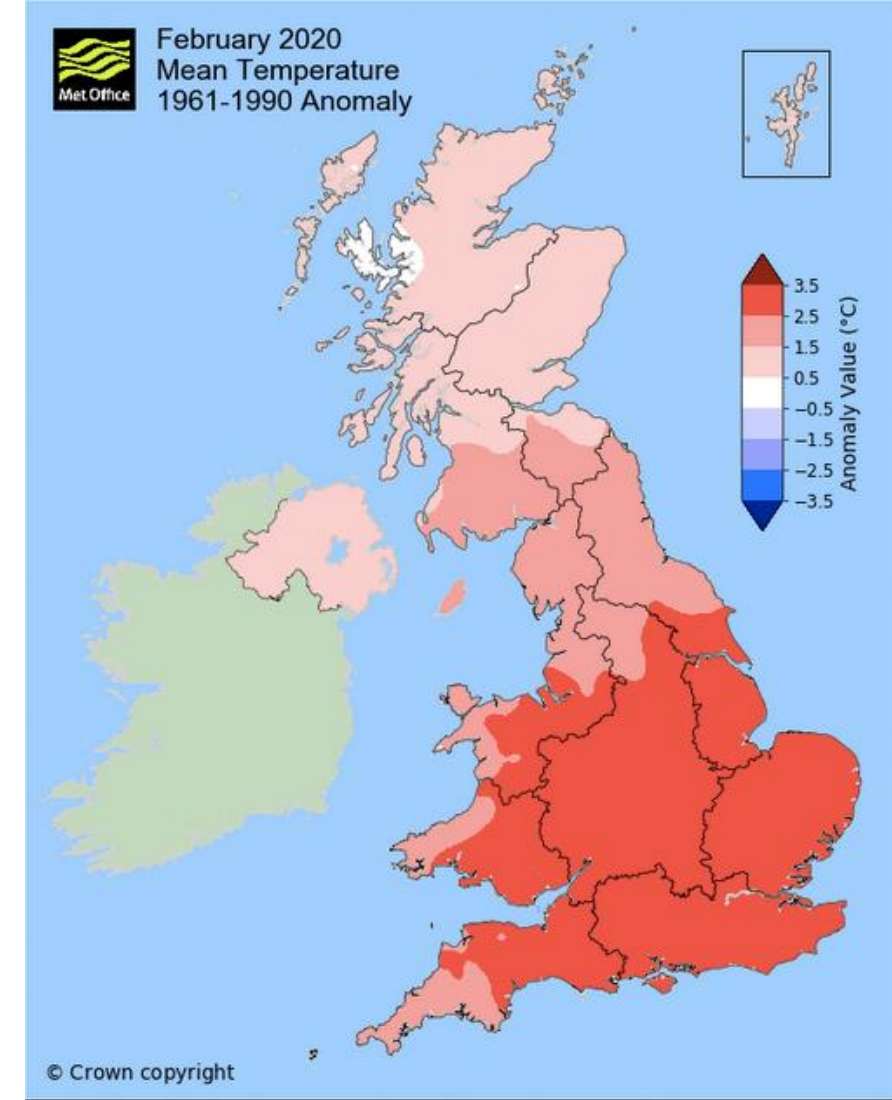 Met Office
February 2020
Mean Temperature
1961-1990 Anomaly
3.5
2.5
1.5
0.5
−0.5
−1.5
−2.5
−3.5
Anomaly Value (°C)
© Crown copyright